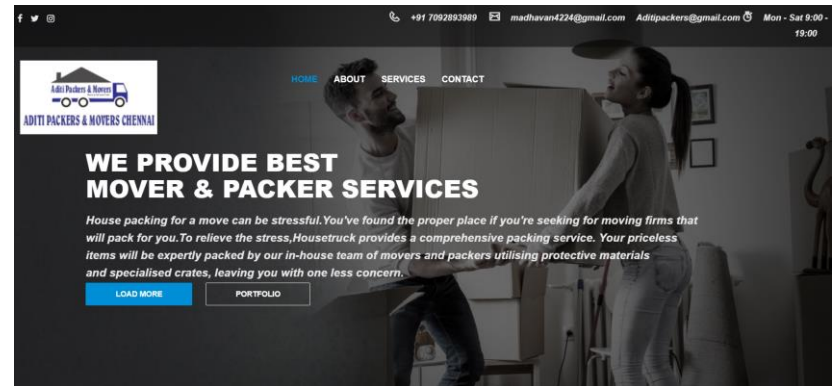 +91 7092893989 madhavan4224@gmail.com Aditipackers@gmail.com Mon - Sat 9:00 -
19:00
Aditi Packers & Movers
ADITI PACKERS & MOVERS CHENNAI
HOME ABOUT SERVICES CONTACT
WE PROVIDE BEST
MOVER & PACKER SERVICES
House packing for a move can be stressful.You've found the proper place if you're seeking for moving firms that
will pack for you.To relieve the stress,Housetruck provides a comprehensive packing service. Your priceless
items will be expertly packed by our in-house team of movers and packers utilising protective materials
and specialised crates, leaving you with one less concern.
LOAD MORE PORTFOLIO